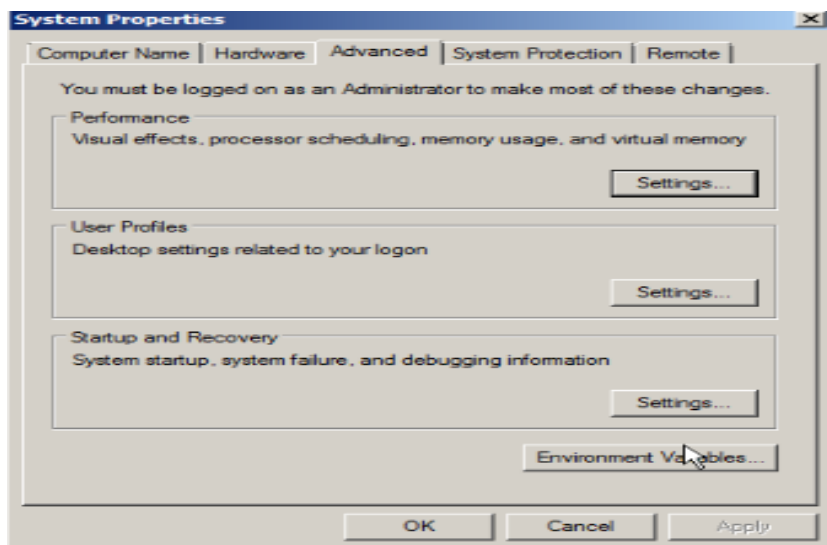 System Properties
Computer Name
Hardware
Advanced
System Protection
Remote
You must be logged on as an Administrator to make most of these changes.
Performance
Visual effects, processor scheduling, memory usage, and virtual memory
Settings...
User Profiles
Desktop settings related to your logon
Settings...
Startup and Recovery
System startup, system failure, and debugging information
Settings...
Environment Variables...
OK
Cancel
Apply